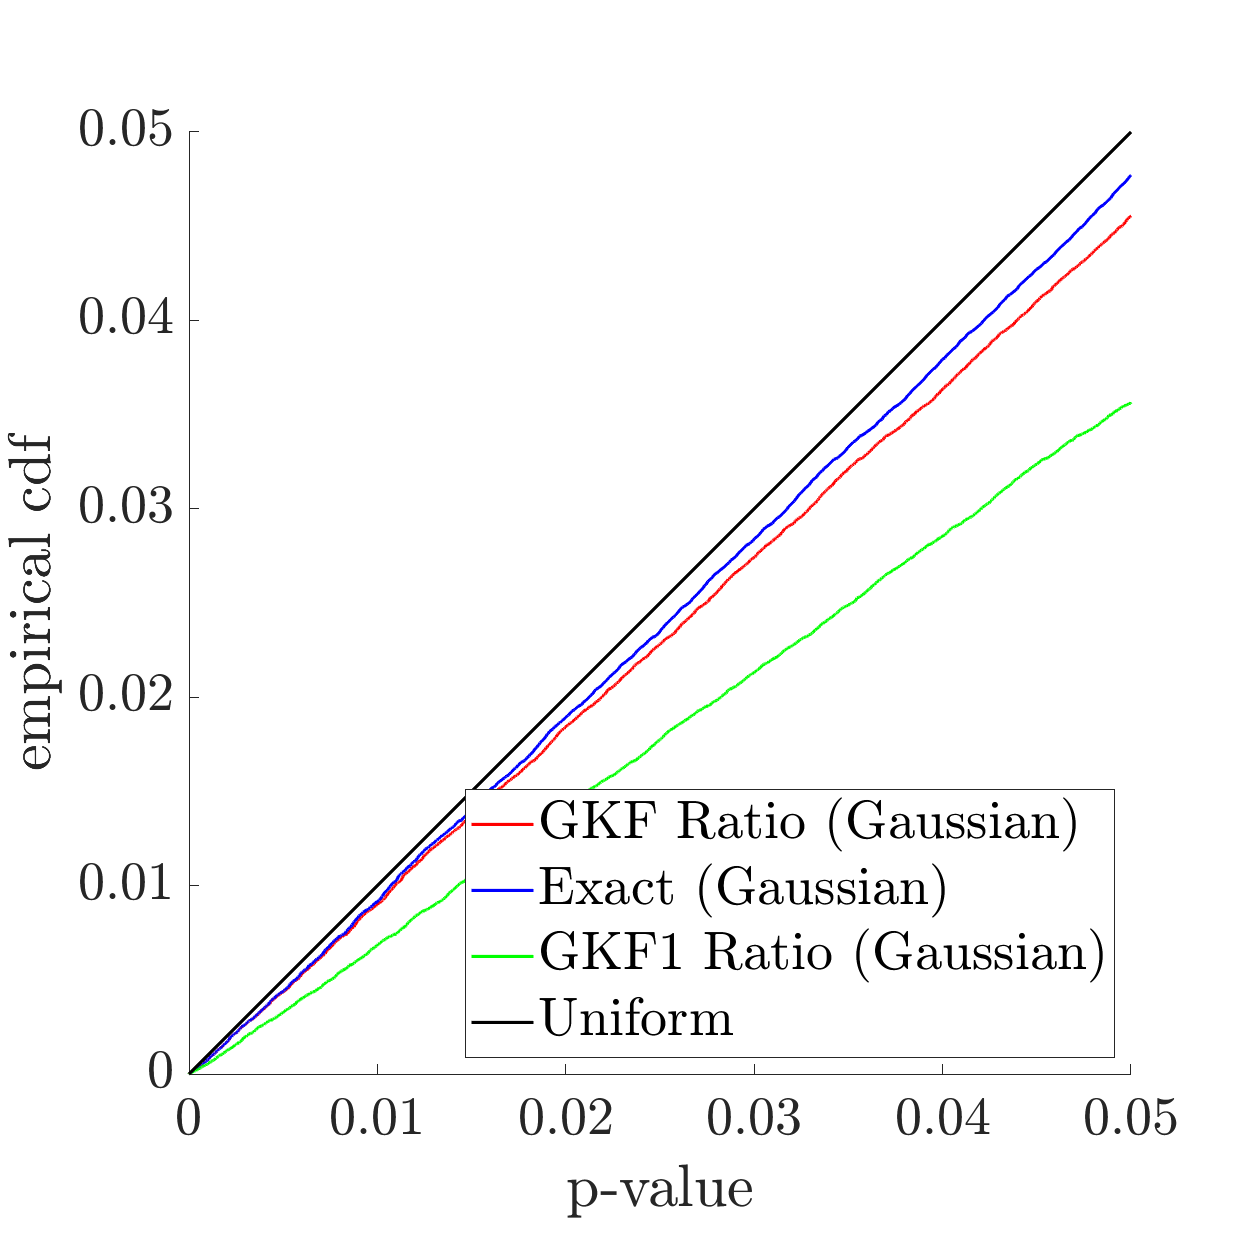 0.05
0.04
0.03
0.02
0.01
0
empirical cdf
GKF Ratio (Gaussian)
Exact (Gaussian)
GKF1 Ratio (Gaussian)
Uniform
0 0.01 0.02 0.03 0.04 0.05
p-value